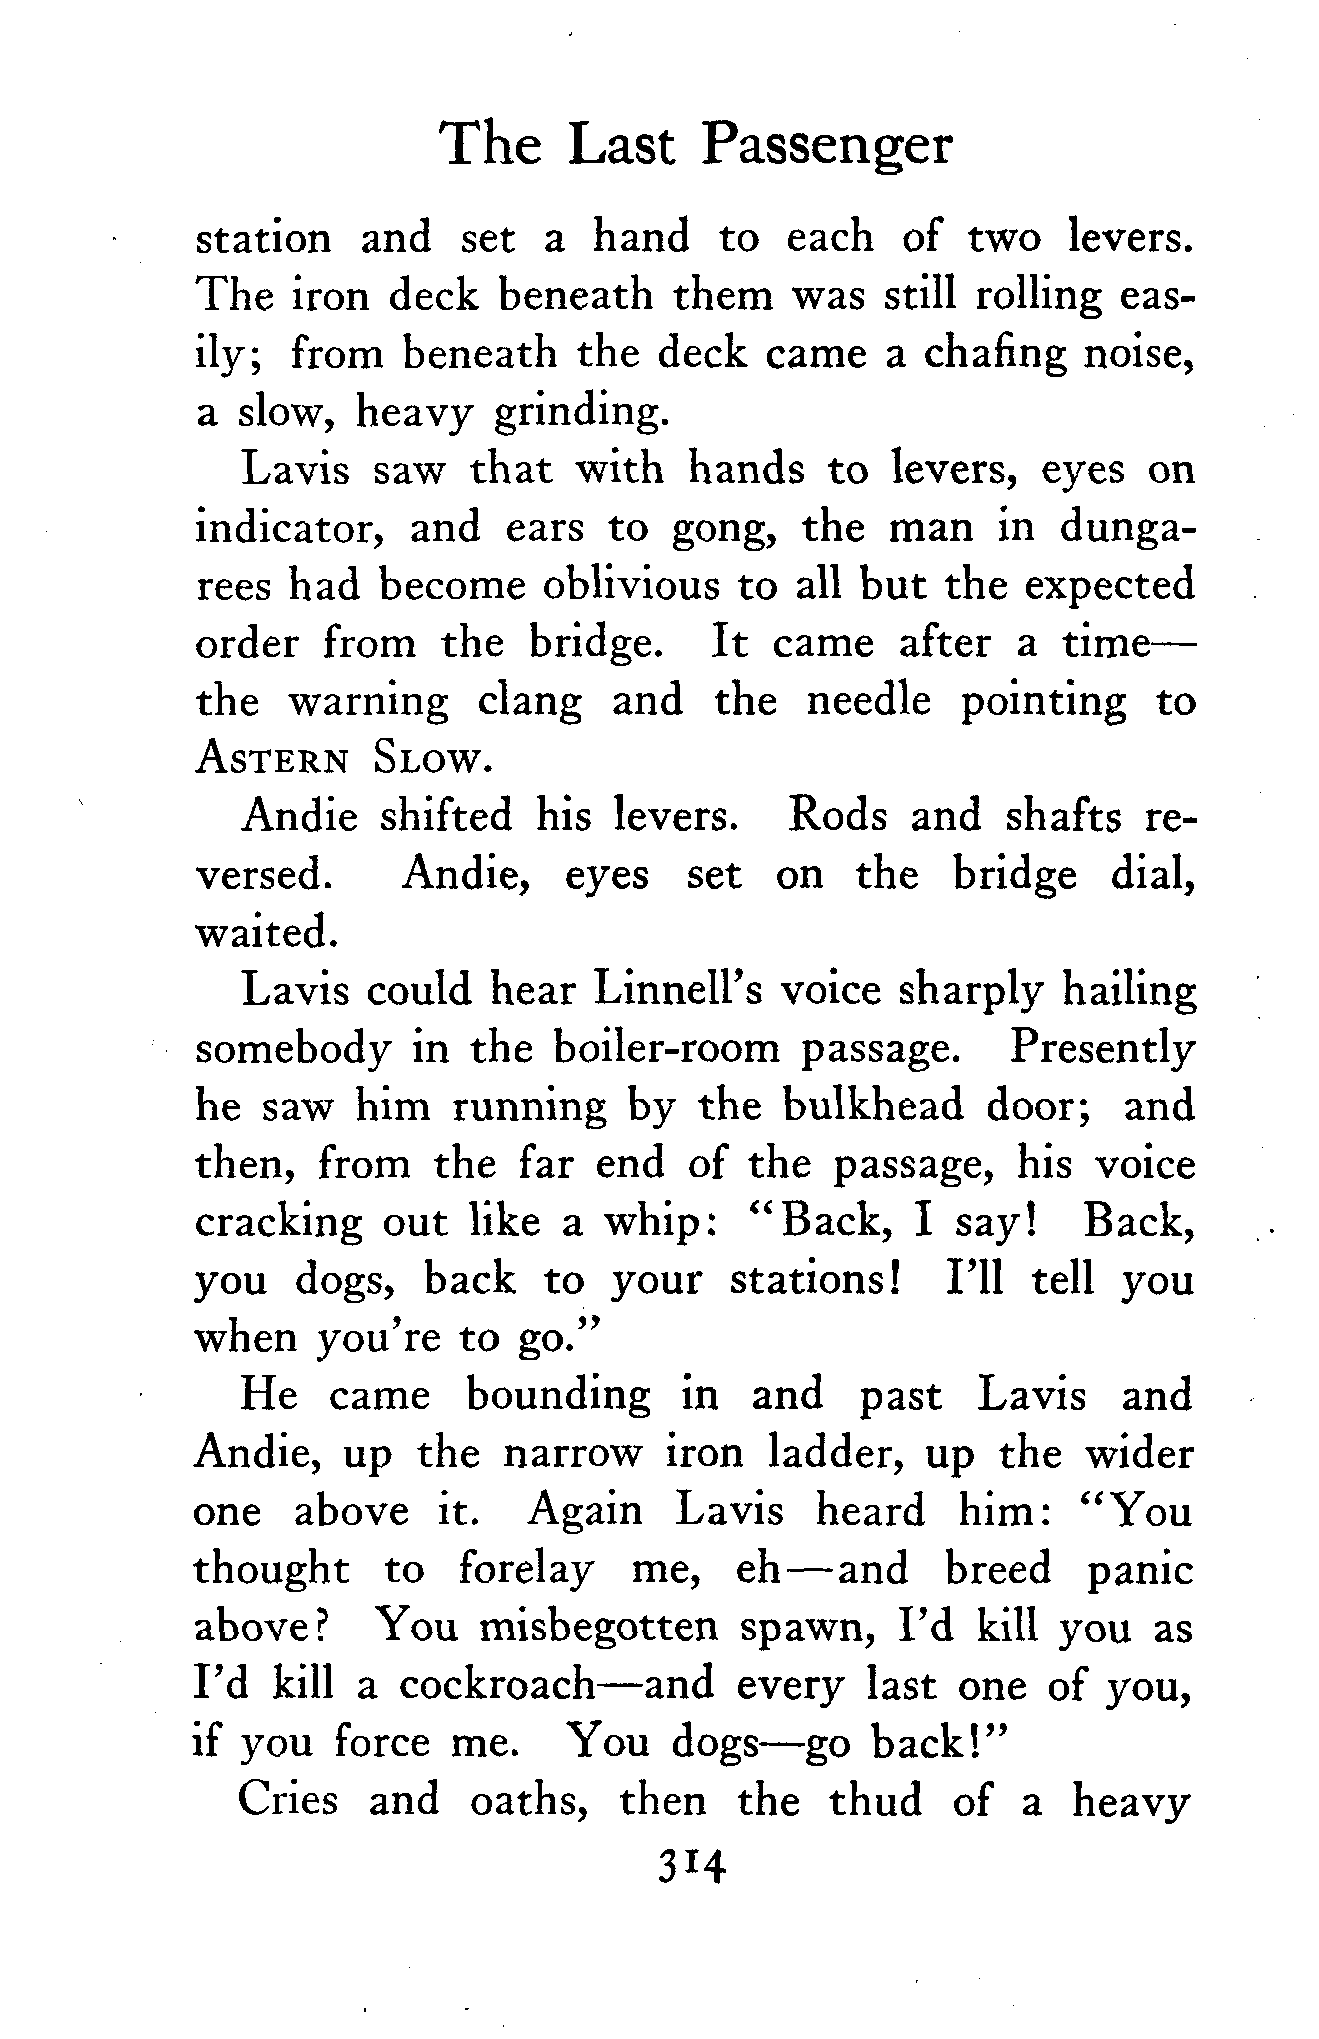 The Last Passenger
station and set a hand to each of two levers.
The iron deck beneath them was still rolling eas-
ily; from beneath the deck came a chafing noise,
a slow, heavy grinding.
Lavis saw that with hands to levers, eyes on
indicator, and ears to gong, the man in dunga-
rees had become oblivious to all but the expected
order from the bridge. It came after a time—
the warning clang and the needle pointing to
ASTERN SLOW.
Andie shifted his levers. Rods and shafts re-
versed. Andie, eyes set on the bridge dial,
waited.
Lavis could hear Linnell's voice sharply hailing
somebody in the boiler-room passage. Presently
he saw him running by the bulkhead door; and
then, from the far end of the passage, his voice
cracking out like a whip: "Back, I say! Back,
you dogs, back to your stations! I'll tell you
when you're to go."
He came bounding in and past Lavis and
Andie, up the narrow iron ladder, up the wider
one above it. Again Lavis heard him: "You
thought to forelay me, eh—and breed panic
above? You misbegotten spawn, I'd kill you as
I'd kill a cockroach—and every last one of you,
if you force me. You dogs—go back!"
Cries and oaths, then the thud of a heavy
314